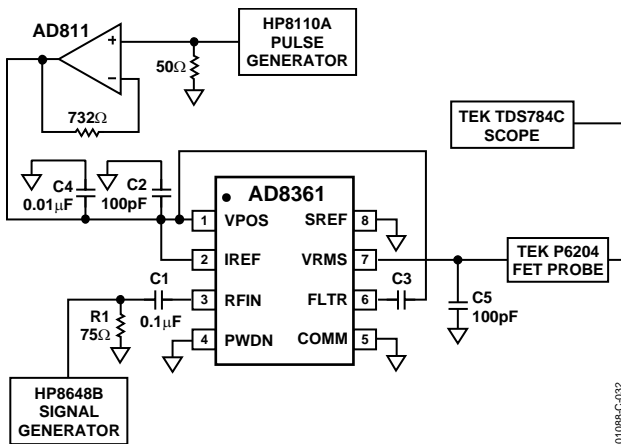 AD811
HP8110A
PULSE
GENERATOR
+
–
50Ω
732Ω
TEK TDS784C
SCOPE
C4
0.01μF
C2
100pF
AD8361
1 VPOS
SREF 8
2 IREF
VRMS 7
TEK P6204
FET PROBE
C1
0.1μF
3 RFIN
FLTR 6
C3
C5
100pF
R1
75Ω
4 PWDN
COMM 5
HP8648B
SIGNAL
GENERATOR
01088-C-032